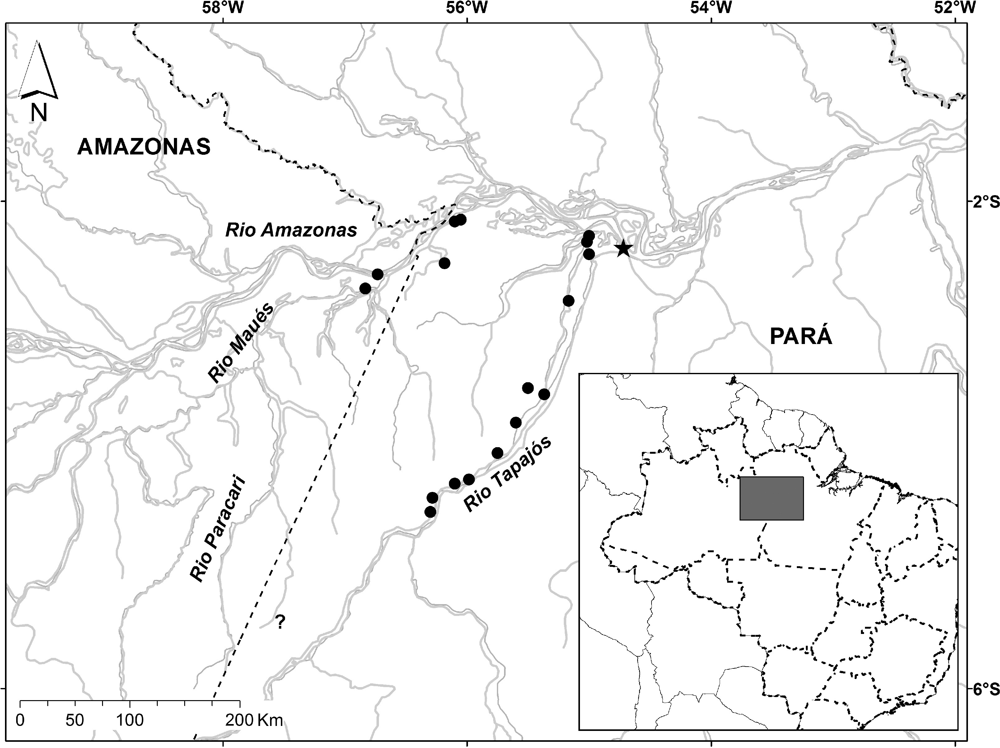 58°W 56°W 54°W 52°W
N
AMAZONAS
2°S
Rio Amazonas
Rio Maués
PARÁ
Rio Tapajós
Rio Paracari
?
6°S
0 50 100 200 Km